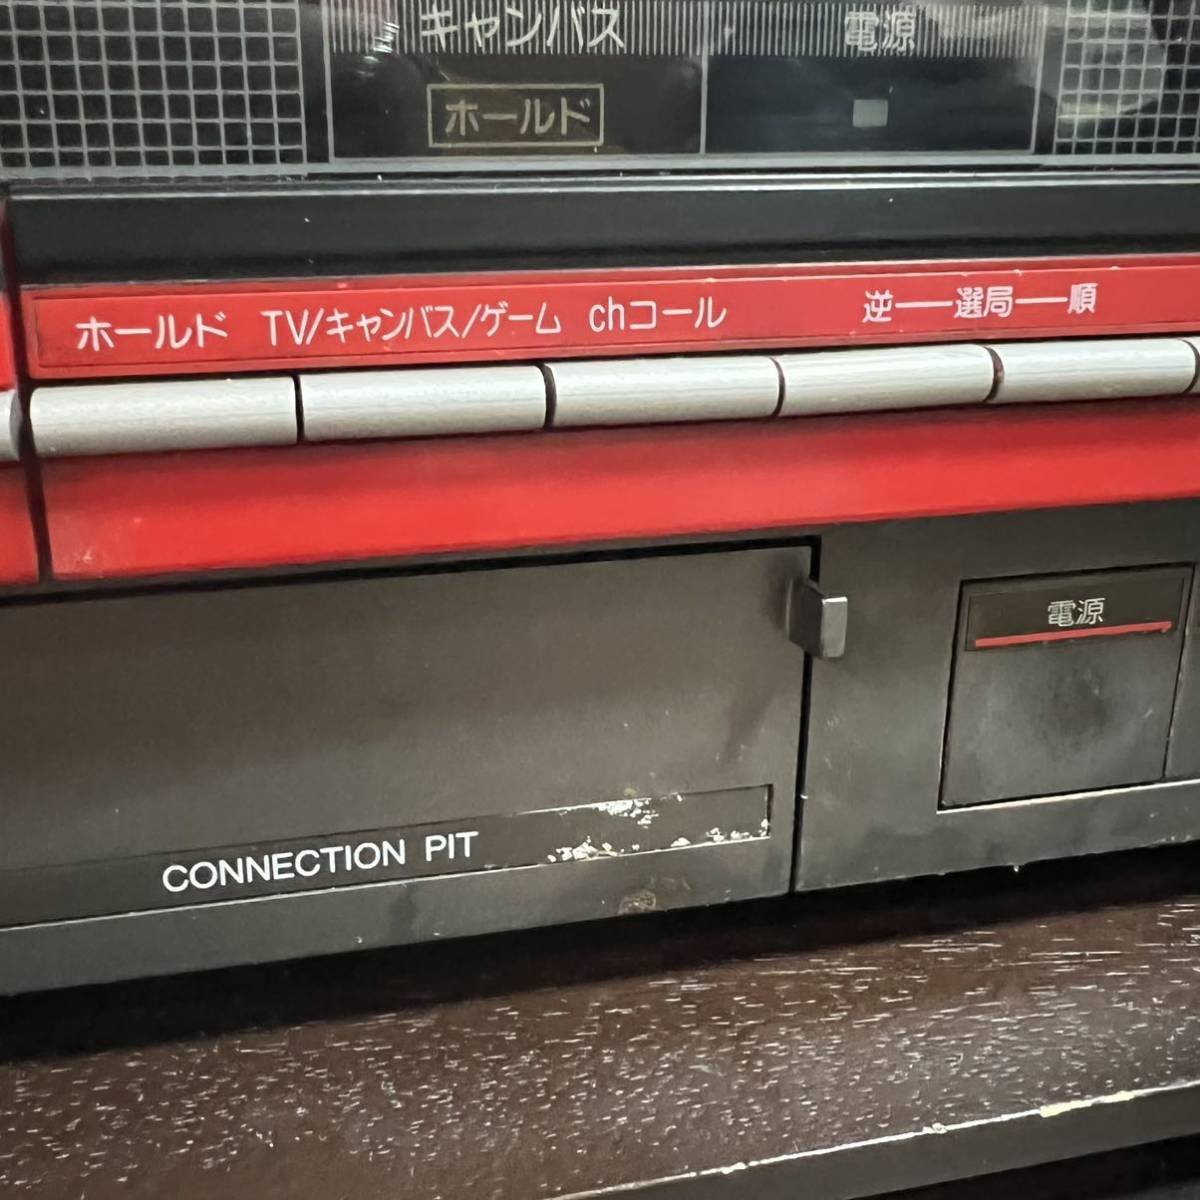 キャンバス 電源
ホールド
ホールド TV/キャンバス/ゲーム chコール 逆—選局—順
電源
CONNECTION PIT